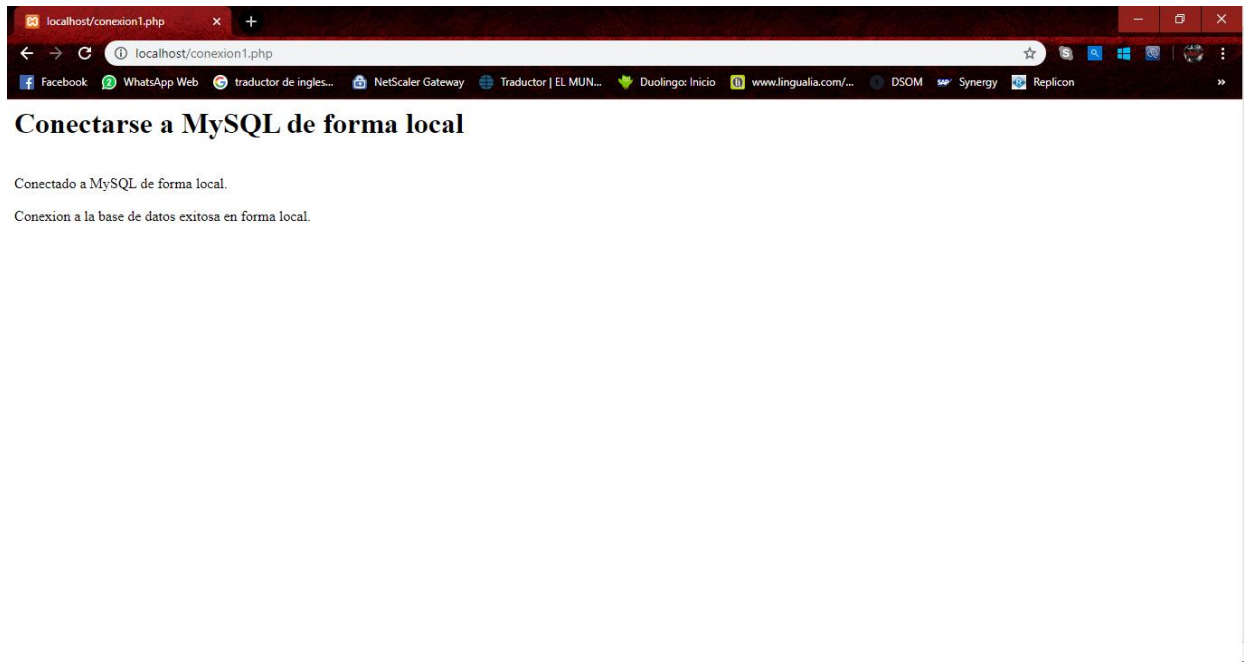 localhost/conexion1.php
localhost/conexion1.php
Facebook
WhatsApp Web
traductor de ingles...
NetScaler Gateway
Traductor | EL MUN...
Duolingo: Inicio
www.lingualia.com/...
DSOM
SAP Synergy
Replicon
Conectarse a MySQL de forma local
Conectado a MySQL de forma local.
Conexion a la base de datos exitosa en forma local.